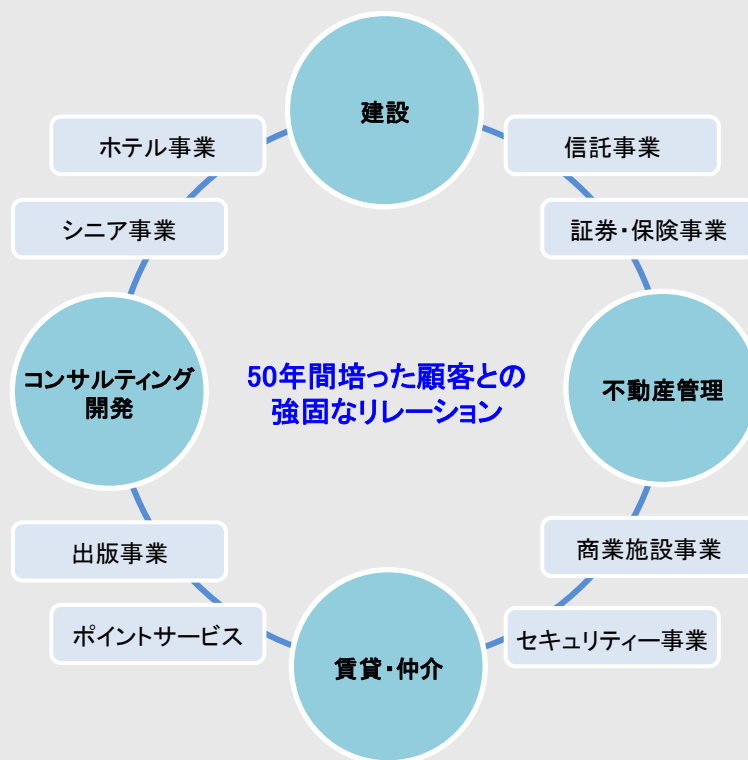 建設
ホテル事業
信託事業
シニア事業
証券・保険事業
コンサルティング
開発
50年間培った顧客との
強固なリレーション
不動産管理
出版事業
商業施設事業
ポイントサービス
セキュリティー事業
賃貸・仲介